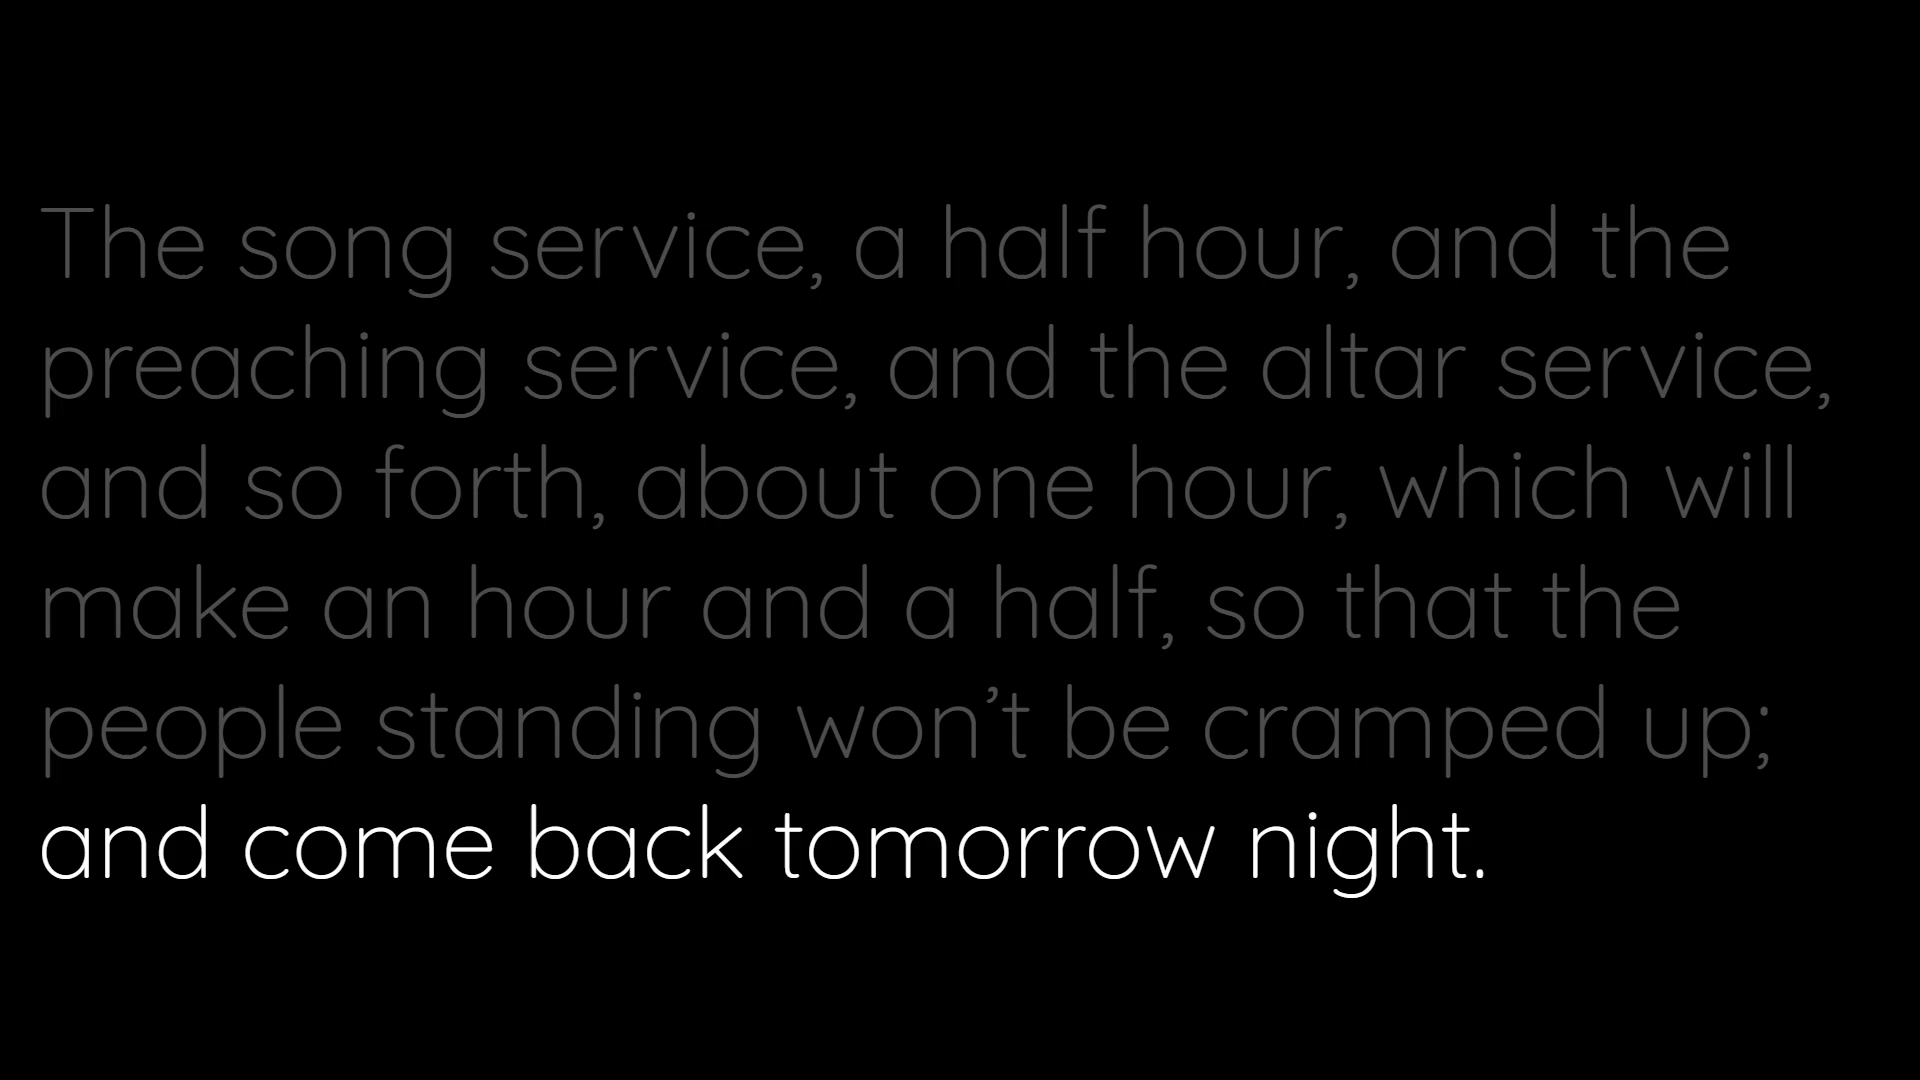 The song service, a half hour, and the
preaching service, and the altar service,
and so forth, about one hour, which will
make an hour and a half, so that the
people standing won’t be cramped up;
and come back tomorrow night.